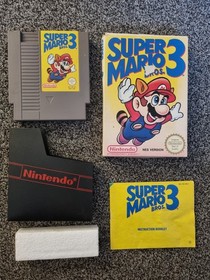 SUPER
MARIO
BROS.
3
SUPER
MARIO
BROS.
3
Nintendo
NES VERSION
Nintendo
SUPER
MARIO
BROS.
3
INSTRUCTION BOOKLET